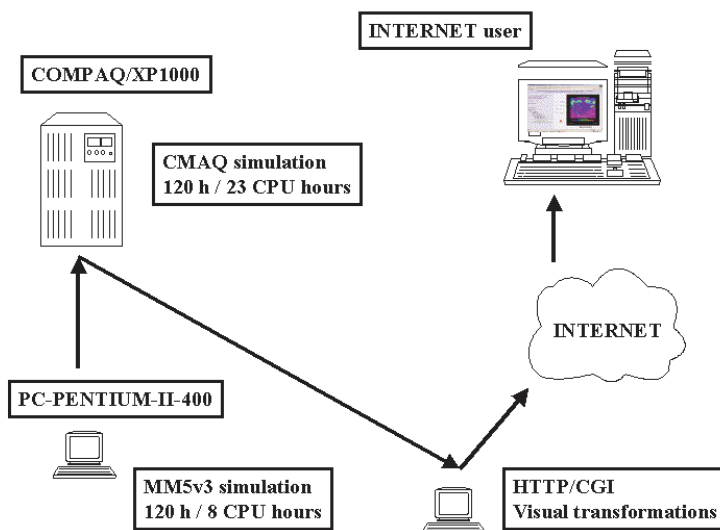 INTERNET user
COMPAQ/XP1000
CMAQ simulation
120 h / 23 CPU hours
INTERNET
PC-PENTIUM-II-400
MM5v3 simulation
120 h / 8 CPU hours
HTTP/CGI
Visual transformations